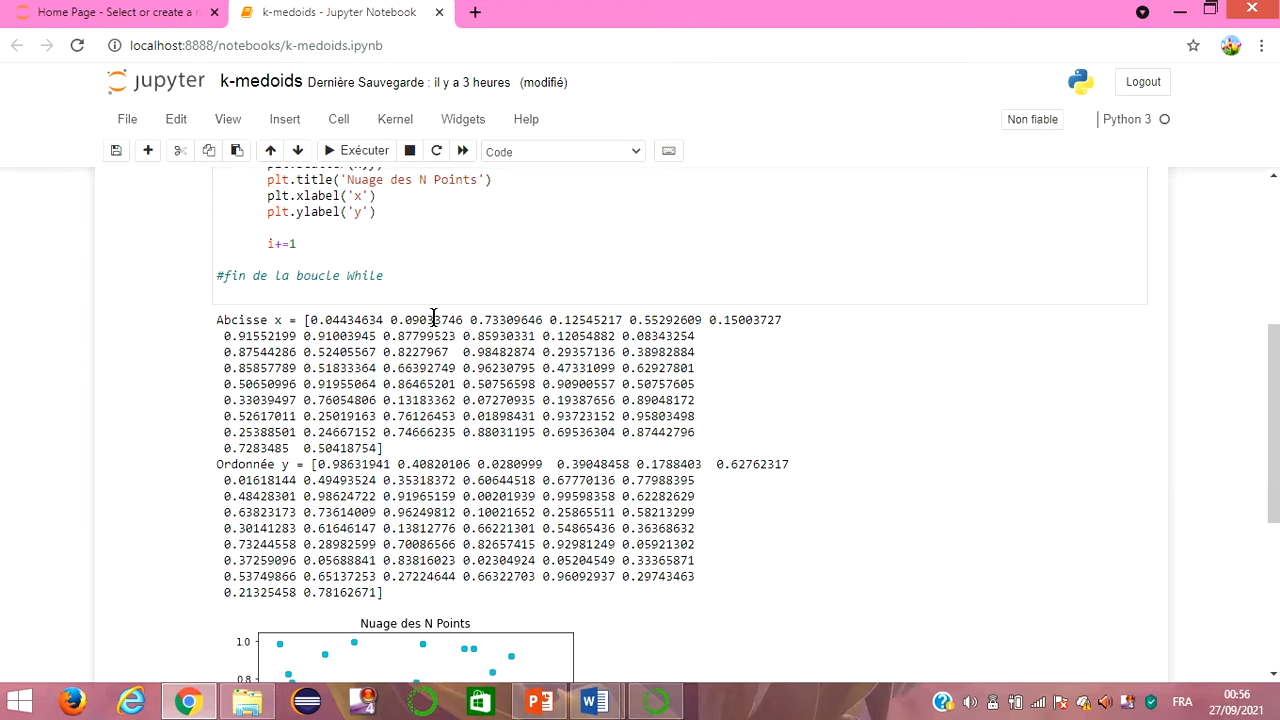 Home Page - Select or create a n
k-medoids - Jupyter Notebook
localhost:8888/notebooks/k-medoids.ipynb
jupyter k-medoids Dernière Sauvegarde : il y a 3 heures (modifié)
Logout
File Edit View Insert Cell Kernel Widgets Help
Non fiable
Python 3
Exécuter
Code
plt.title('Nuage des N Points')
plt.xlabel('x')
plt.ylabel('y')
i+=1
#fin de la boucle While
Abcisse x = [0.04434634 0.09033746 0.73309646 0.12545217 0.55292609 0.15003727
0.91552199 0.91003945 0.87799523 0.85930331 0.12054882 0.08343254
0.87544286 0.52405567 0.8227967 0.98482874 0.29357136 0.38982884
0.85857789 0.51833364 0.66392749 0.96230795 0.47331099 0.62927801
0.50650996 0.91955064 0.86465201 0.50756598 0.90900557 0.50757605
0.33039497 0.76054806 0.13183362 0.07270935 0.19387656 0.89048172
0.52617011 0.25019163 0.76126453 0.01898431 0.93723152 0.95803498
0.25388501 0.24667152 0.74666235 0.88031195 0.69536304 0.87442796
0.7283485 0.50418754]
Ordonnée y = [0.98631941 0.40820106 0.0280999 0.39048458 0.1788403 0.62762317
0.01618144 0.49493524 0.35318372 0.60644518 0.67770136 0.77988395
0.48428301 0.98624722 0.91965159 0.00201939 0.99598358 0.62282629
0.63823173 0.73614009 0.96249812 0.10021652 0.25865511 0.58213299
0.30141283 0.61646147 0.13812776 0.66221301 0.54865436 0.36368632
0.73244558 0.28982599 0.70086566 0.82657415 0.92981249 0.05921302
0.37259096 0.05688841 0.83816023 0.02304924 0.05204549 0.33365871
0.53749866 0.65137253 0.27224644 0.66322703 0.96092937 0.29743463
0.21325458 0.78162671]
Nuage des N Points
1.0
0.8
FRA
00:56
27/09/2021